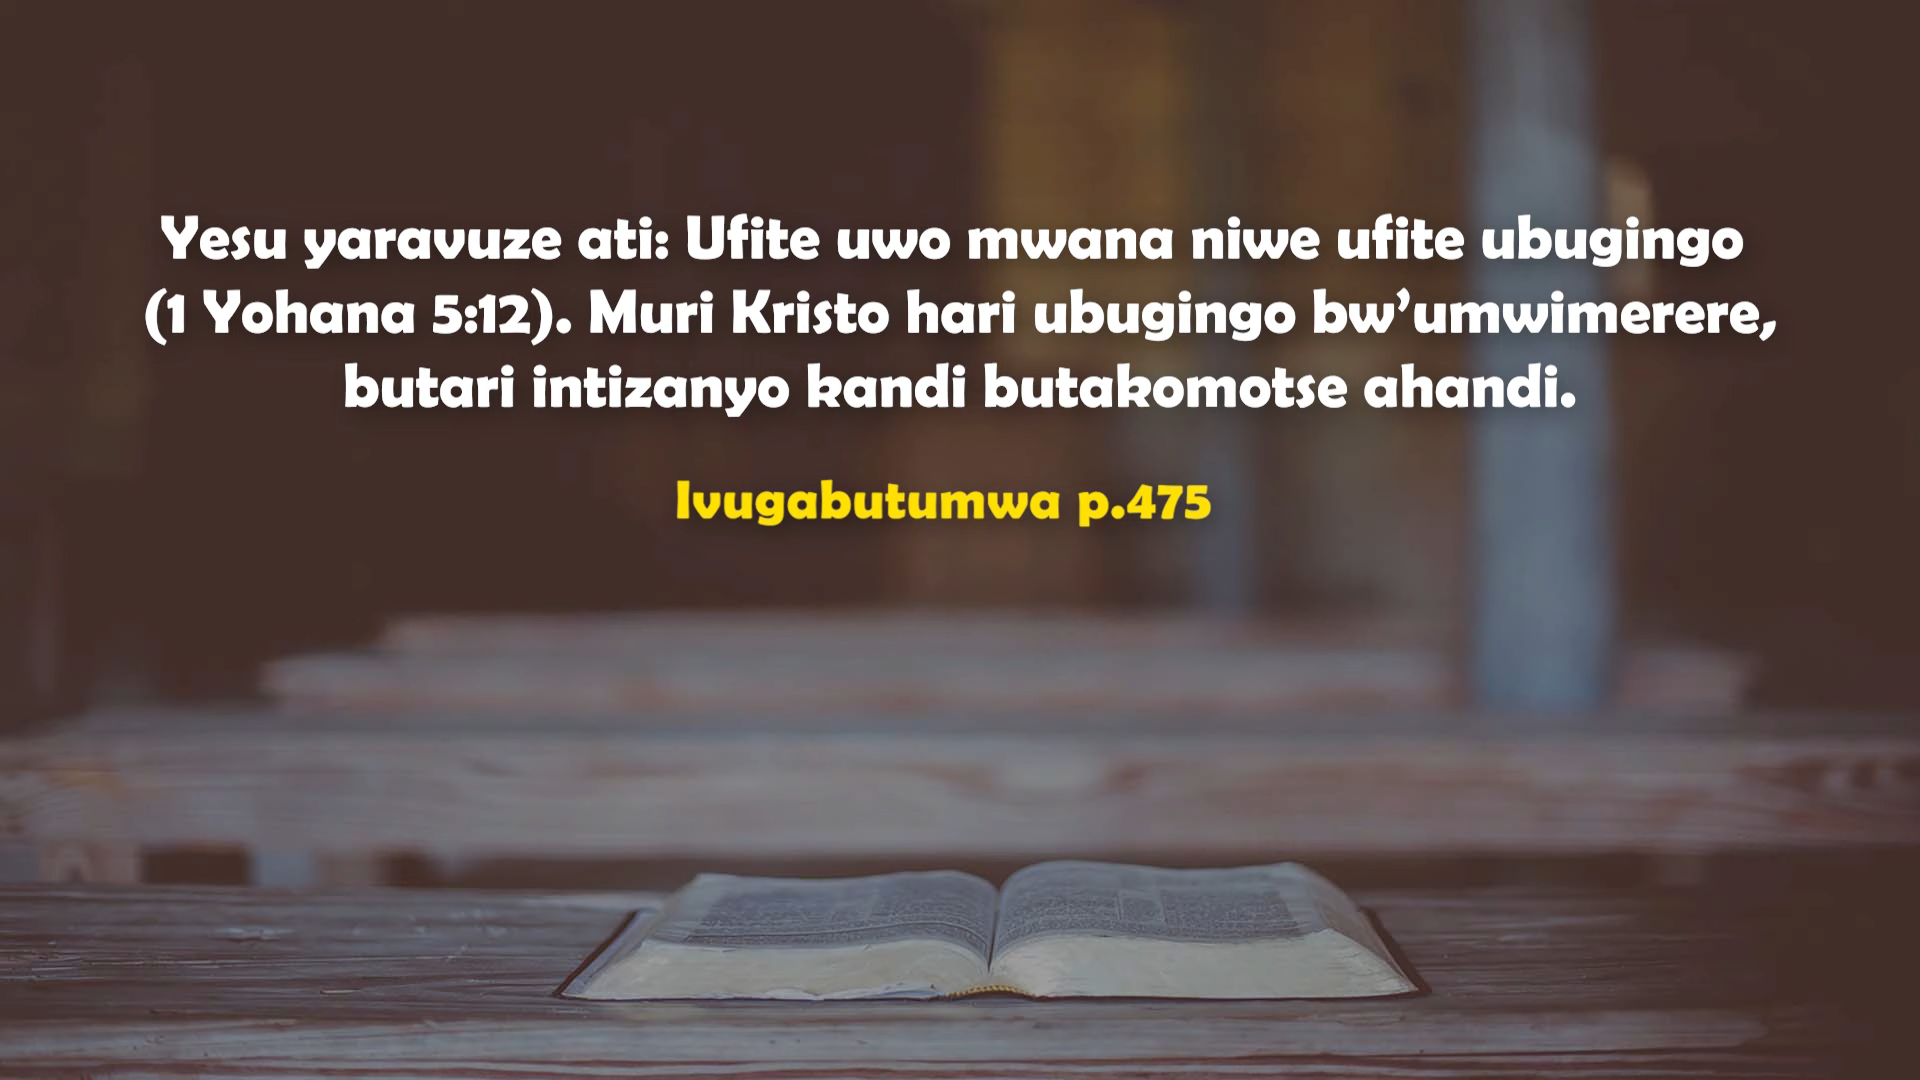 Yesu yaravuze ati: Ufite uwo mwana niwe ufite ubugingo
(1 Yohana 5:12). Muri Kristo hari ubugingo bw’umwimerere,
butari intizanyo kandi butakomotse ahandi.
Ivugabutumwa p.475